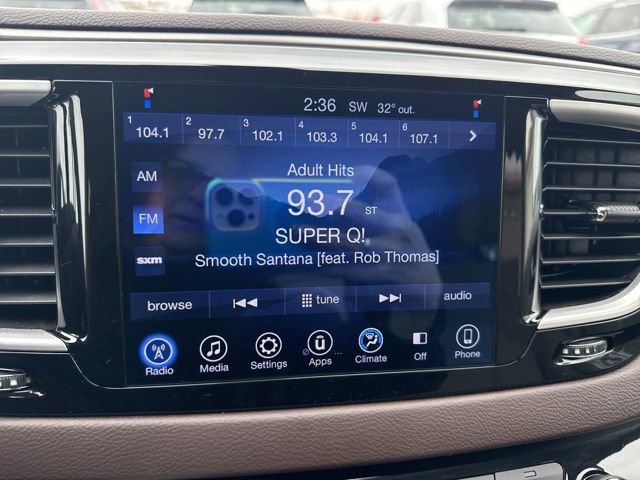 2:36 SW 32° out.
1 104.1 2 97.7 3 102.1 4 103.3 5 104.1 6 107.1
Adult Hits
AM
93.7 ST
FM
SUPER Q!
sxm
Smooth Santana [feat. Rob Thomas]
browse tune audio
Radio Media Settings Apps Climate Off Phone